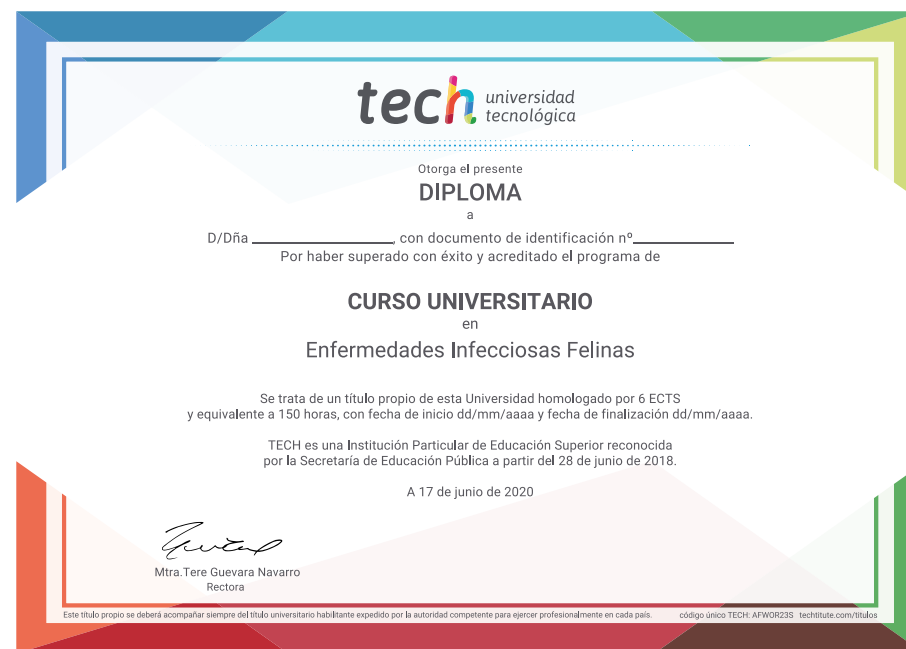 tech universidad
tecnológica
Otorga el presente
DIPLOMA
a
D/Dña ____________________, con documento de identificación nº______________
Por haber superado con éxito y acreditado el programa de
CURSO UNIVERSITARIO
en
Enfermedades Infecciosas Felinas
Se trata de un título propio de esta Universidad homologado por 6 ECTS
y equivalente a 150 horas, con fecha de inicio dd/mm/aaaa y fecha de finalización dd/mm/aaaa.
TECH es una Institución Particular de Educación Superior reconocida
por la Secretaría de Educación Pública a partir del 28 de junio de 2018.
A 17 de junio de 2020
Mtra.Tere Guevara Navarro
Rectora
Este título propio se deberá acompañar siempre del título universitario habilitante expedido por la autoridad competente para ejercer profesionalmente en cada país. código único TECH: AFWOR23S techtitute.com/titulos